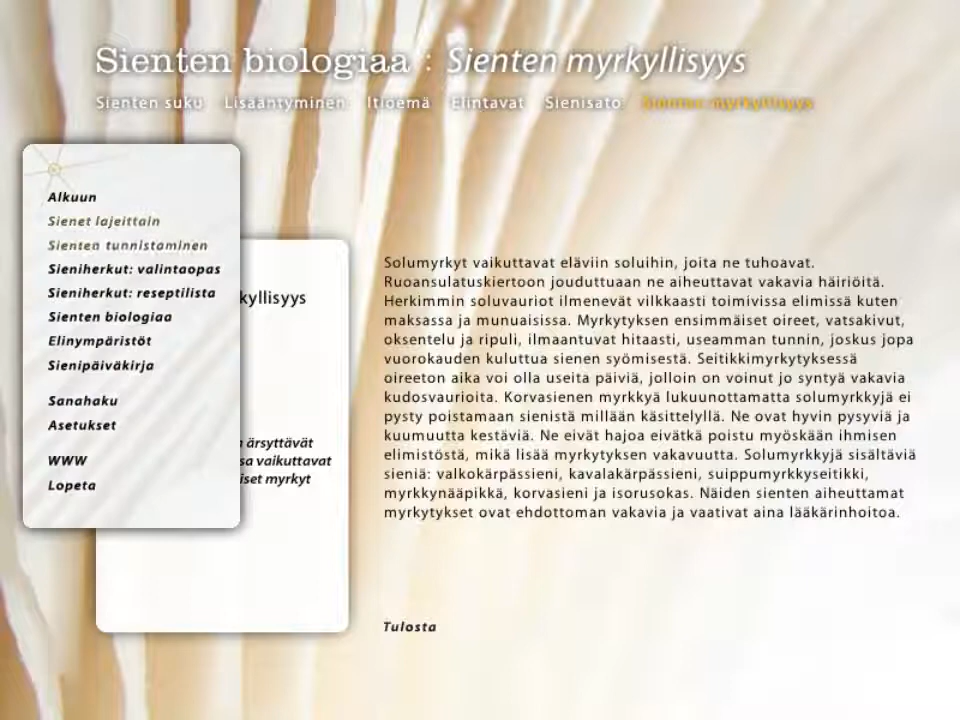 Sienten biologiaa : Sienten myrkyllisyys
Sienten suku Lisääntyminen Itiöemä Elintavat Sienisato Sienten myrkyllisyys
Alkuun
Sienet lajeittain
Sienten tunnistaminen
Sieniherkut: valintaopas
Sieniherkut: reseptilista
Sienten biologiaa
Elinympäristöt
Sienipäiväkirja
Sanahaku
Asetukset
WWW
Lopeta
kyllisyys
ärsyttävät
sa vaikuttavat
iset myrkyt
Solumyrkyt vaikuttavat eläviin soluihin, joita ne tuhoavat.
Ruoansulatuskiertoon jouduttuaan ne aiheuttavat vakavia häiriöitä.
Herkimmin soluvauriot ilmenevät vilkkaasti toimivissa elimissä kuten
maksassa ja munuaisissa. Myrkytyksen ensimmäiset oireet, vatsakivut,
oksentelu ja ripuli, ilmaantuvat hitaasti, useamman tunnin, joskus jopa
vuorokauden kuluttua sienen syömisestä. Seitikkimyrkytyksessä
oireeton aika voi olla useita päiviä, jolloin on voinut jo syntyä vakavia
kudosvaurioita. Korvasienen myrkkyä lukuunottamatta solumyrkkyjä ei
pysty poistamaan sienistä millään käsittelyllä. Ne ovat hyvin pysyviä ja
kuumuutta kestäviä. Ne eivät hajoa eivätkä poistu myöskään ihmisen
elimistöstä, mikä lisää myrkytyksen vakavuutta. Solumyrkkyjä sisältäviä
sieniä: valkokärpässieni, kavalakärpässieni, suippumyrkkyseitikki,
myrkkynääpikkä, korvasieni ja isorusokas. Näiden sienten aiheuttamat
myrkytykset ovat ehdottoman vakavia ja vaativat aina lääkärinhoitoa.
Tulosta